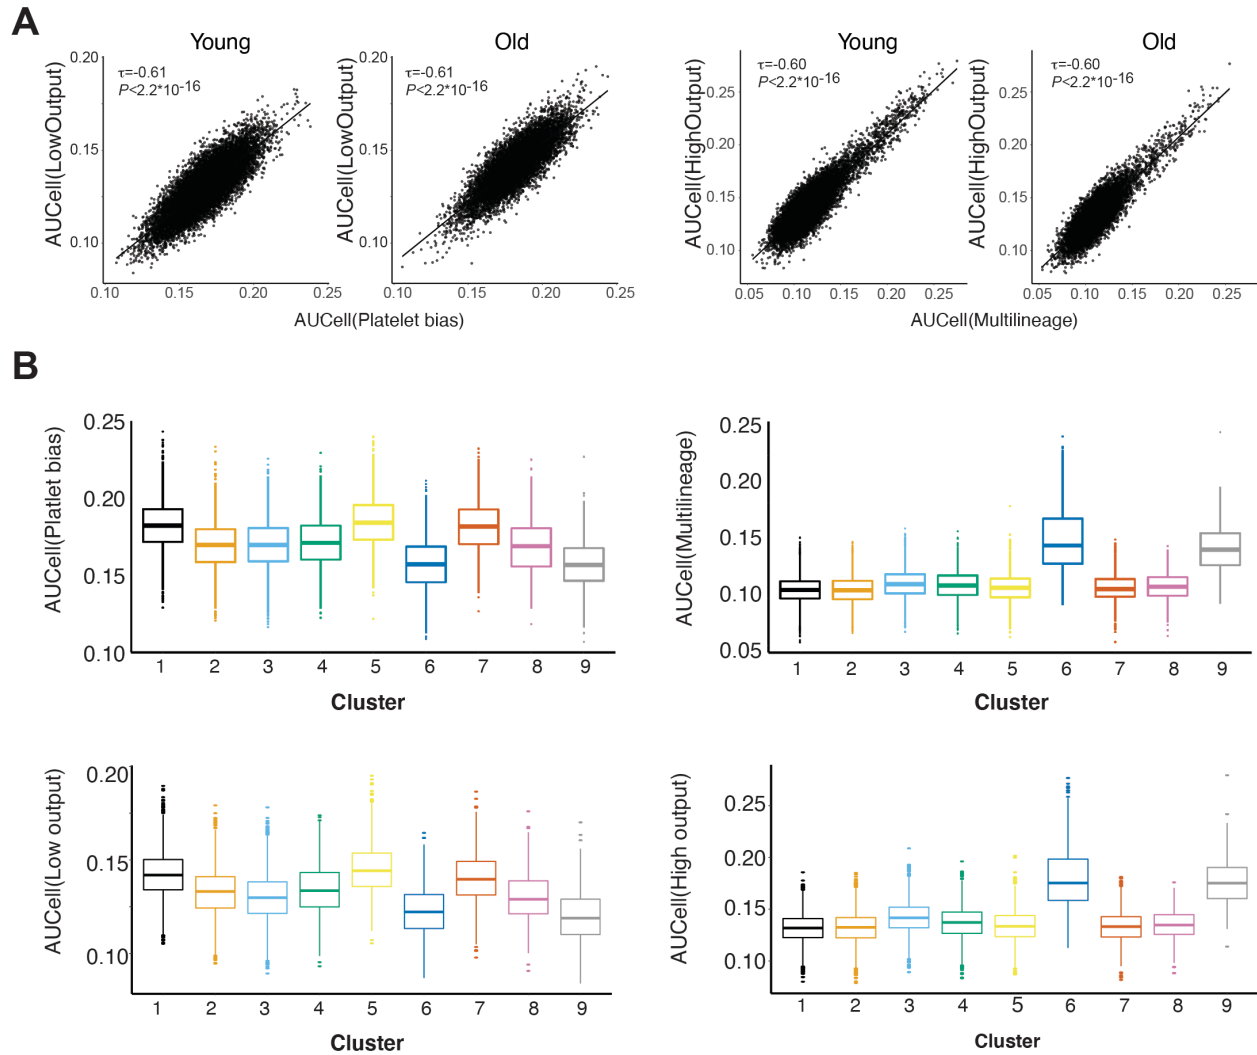 A
Young
Old
Young
Old
τ=-0.61
P<2.2*10-16
τ=-0.61
P<2.2*10-16
τ=-0.60
P<2.2*10-16
τ=-0.60
P<2.2*10-16
AUCell(LowOutput)
0.20
0.15
0.10
0.10 0.15 0.20 0.25
AUCell(LowOutput)
0.20
0.15
0.10
0.10 0.15 0.20 0.25
AUCell(Platelet bias)
AUCell(HighOutput)
0.25
0.20
0.15
0.10
0.05 0.10 0.15 0.20 0.25
AUCell(HighOutput)
0.25
0.20
0.15
0.10
0.05 0.10 0.15 0.20 0.25
AUCell(Multilineage)
B
AUCell(Platlet bias)
0.25
0.20
0.15
0.10
1 2 3 4 5 6 7 8 9
Cluster
AUCell(Multilineage)
0.25
0.20
0.15
0.10
0.05
1 2 3 4 5 6 7 8 9
Cluster
AUCell(Low output)
0.20
0.15
0.10
1 2 3 4 5 6 7 8 9
Cluster
AUCell(High output)
0.25
0.20
0.15
0.10
1 2 3 4 5 6 7 8 9
Cluster